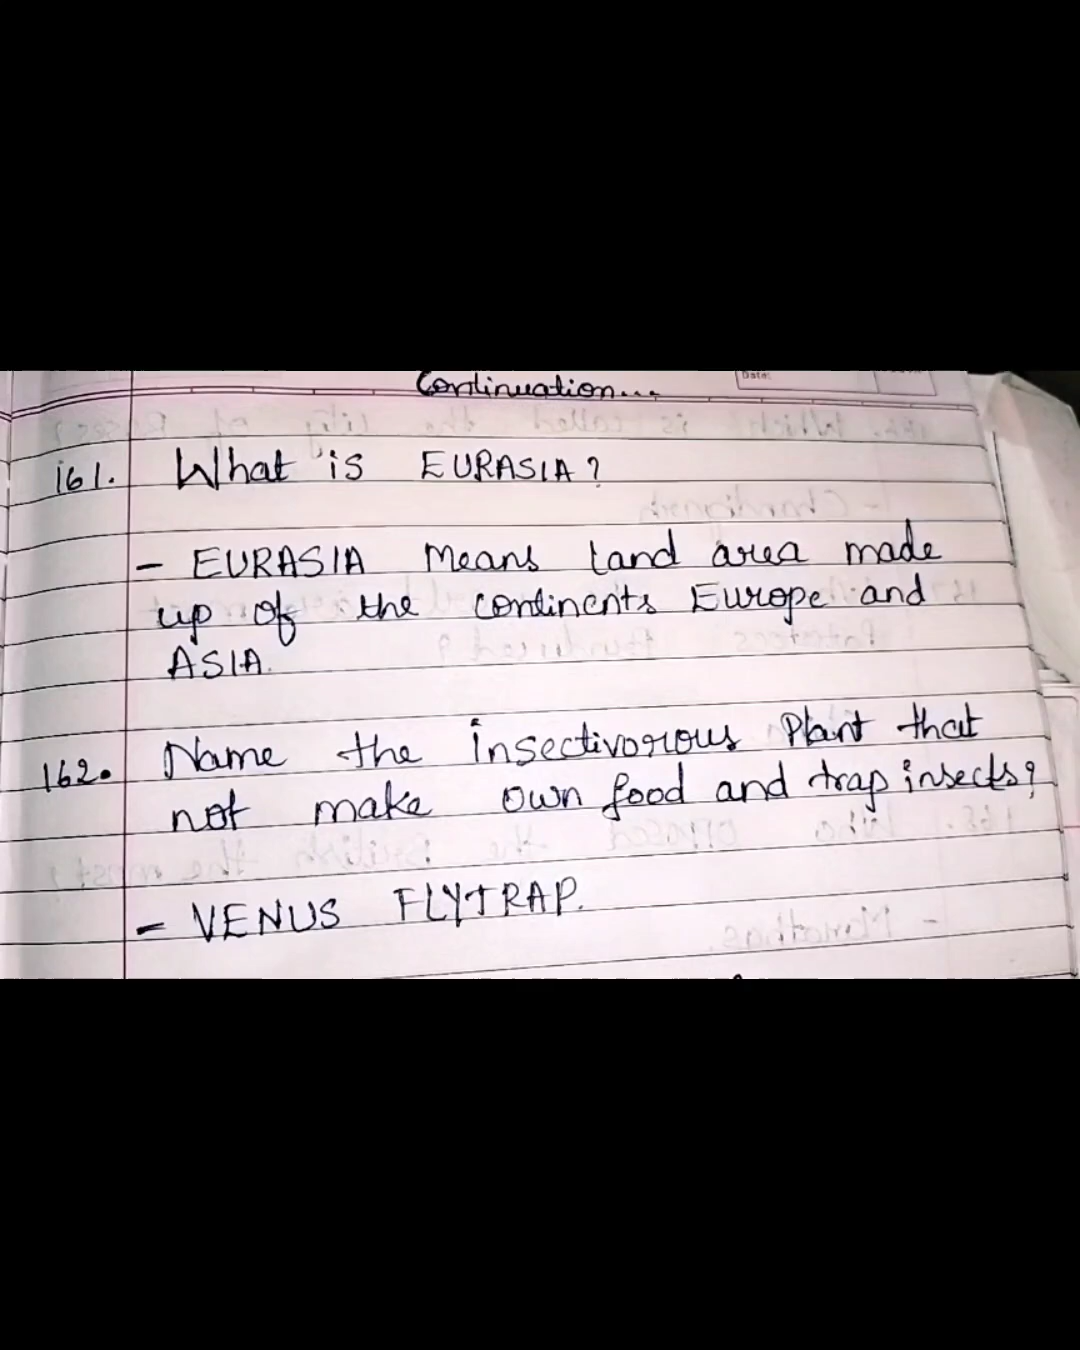 Continuation...
Date:
161. What is EURASIA?
- EURASIA Means land area made
up of the continents Europe and
ASIA.
162. Name the insectivorous Plant that
not make own food and trap insects?
- VENUS FLYTRAP.